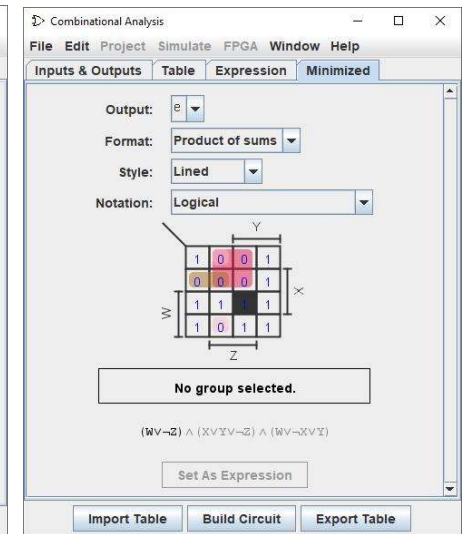 Combinational Analysis
File Edit Project Simulate FPGA Window Help
Inputs & Outputs Table Expression Minimized
Output: e
Format: Product of sums
Style: Lined
Notation: Logical
Y
1 0 0 1
0 0 0 1
X
1 1 1 1
W
1 0 1 1
Z
No group selected.
(W∨¬Z) ∧ (X∨Y∨¬Z) ∧ (W∨¬X∨Y)
Set As Expression
Import Table Build Circuit Export Table